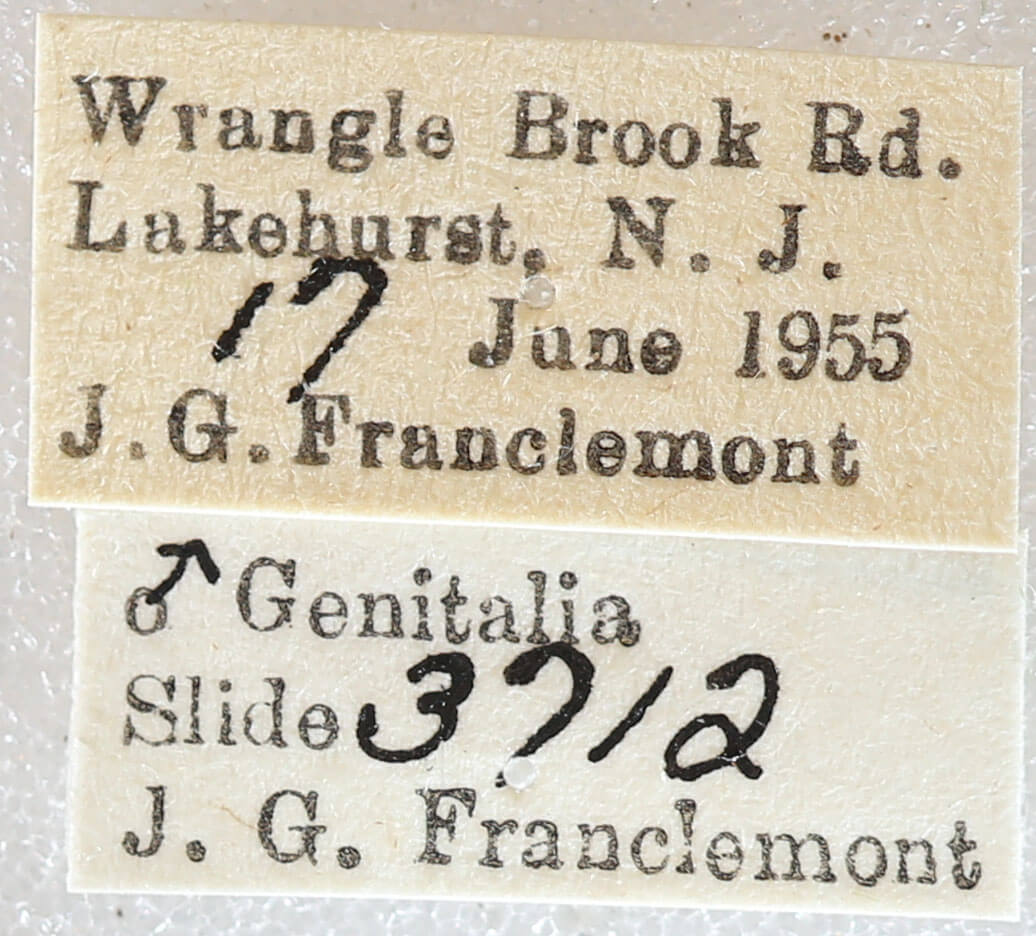 Wrangle Brook Rd.
Lakehurst, N. J.
17 June 1955
J. G. Franclemont
♂ Genitalia
Slide 3712
J. G. Franclemont